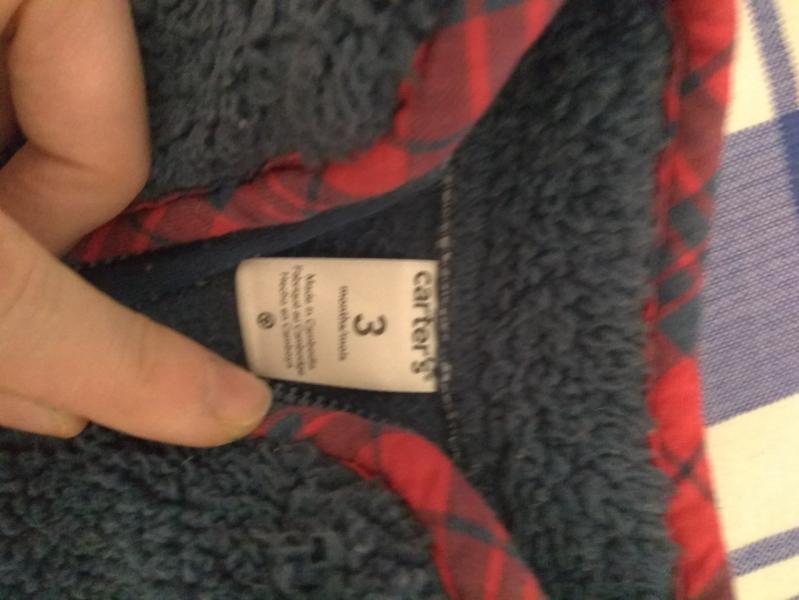 carter's
3
months/mois
Made in Cambodia
Fabriqué au Cambodge
Hecho en Camboya